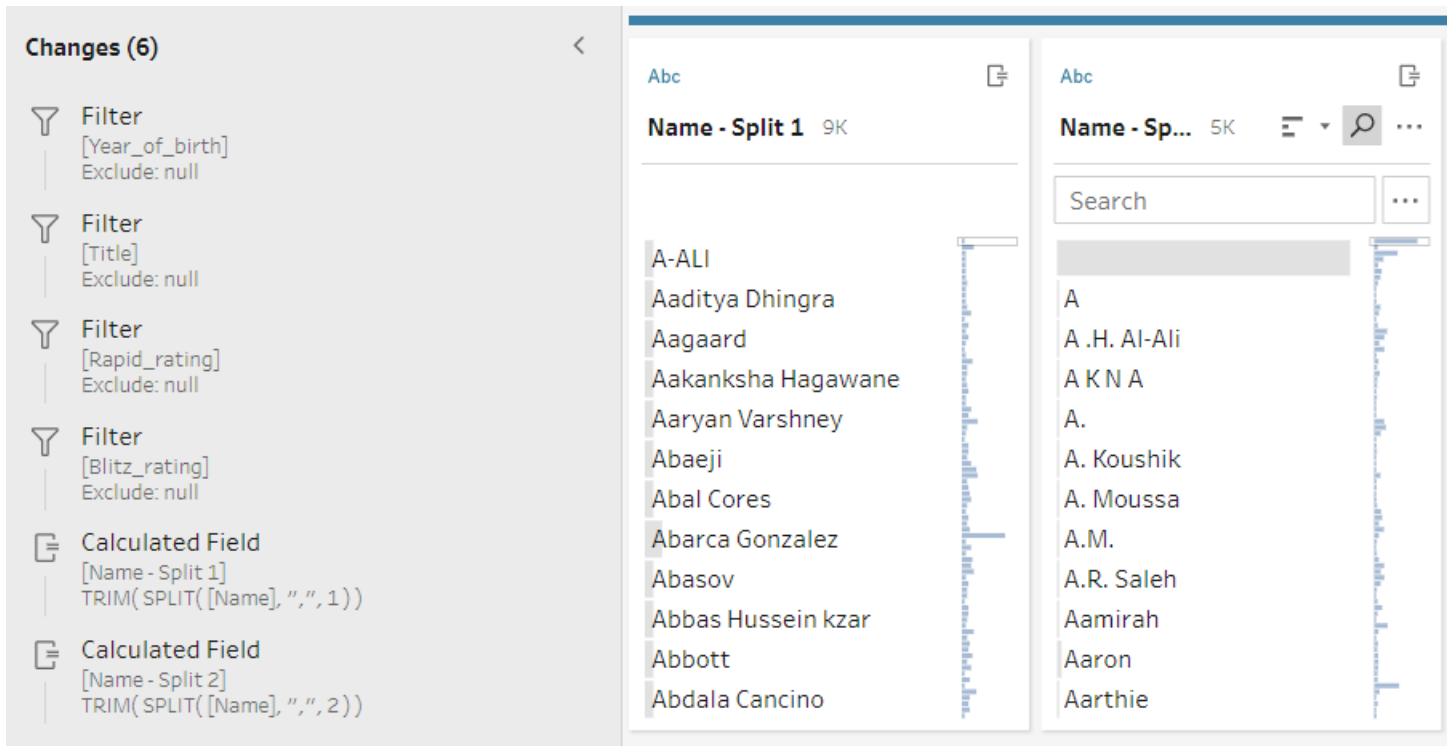 Changes (6)
Filter
[Year_of_birth]
Exclude: null
Filter
[Title]
Exclude: null
Filter
[Rapid_rating]
Exclude: null
Filter
[Blitz_rating]
Exclude: null
Calculated Field
[Name - Split 1]
TRIM( SPLIT( [Name], ",", 1 ) )
Calculated Field
[Name - Split 2]
TRIM( SPLIT( [Name], ",", 2 ) )
Abc
Name - Split 1 9K
A-ALI
Aaditya Dhingra
Aagaard
Aakanksha Hagawane
Aaryan Varshney
Abaeji
Abal Cores
Abarca Gonzalez
Abasov
Abbas Hussein kzar
Abbott
Abdala Cancino
Abc
Name - Sp... 5K
Search
A
A .H. Al-Ali
A K N A
A.
A. Koushik
A. Moussa
A.M.
A.R. Saleh
Aamirah
Aaron
Aarthie